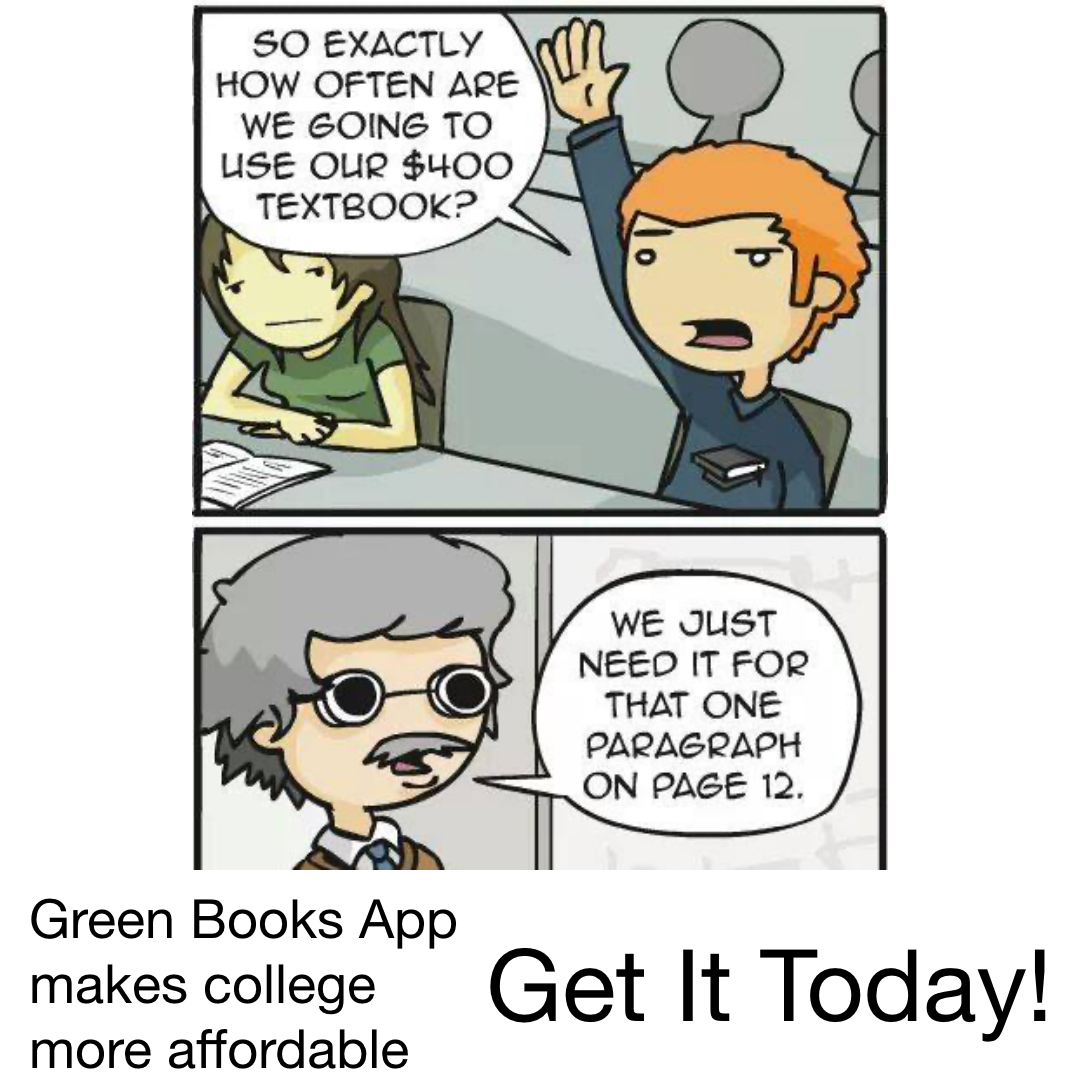 SO EXACTLY
HOW OFTEN ARE
WE GOING TO
USE OUR $400
TEXTBOOK?
WE JUST
NEED IT FOR
THAT ONE
PARAGRAPH
ON PAGE 12.
Green Books App
makes college
more affordable
Get It Today!